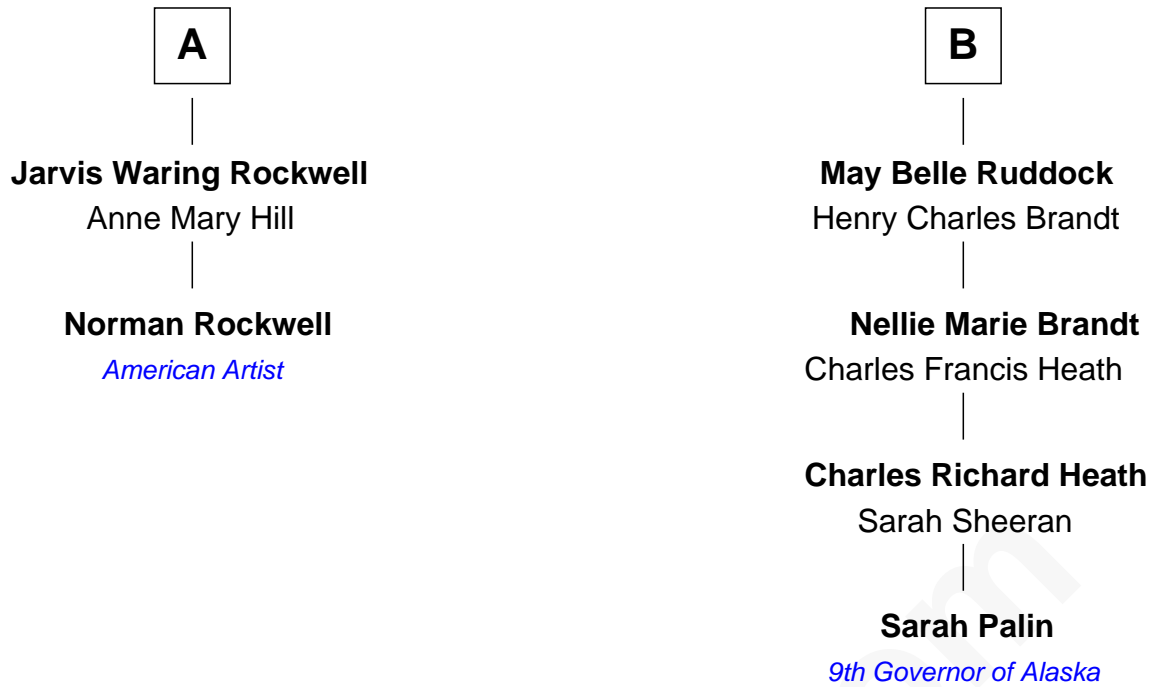 A
Jarvis Waring Rockwell
Anne Mary Hill
Norman Rockwell
American Artist
B
May Belle Ruddock
Henry Charles Brandt
Nellie Marie Brandt
Charles Francis Heath
Charles Richard Heath
Sarah Sheeran
Sarah Palin
9th Governor of Alaska